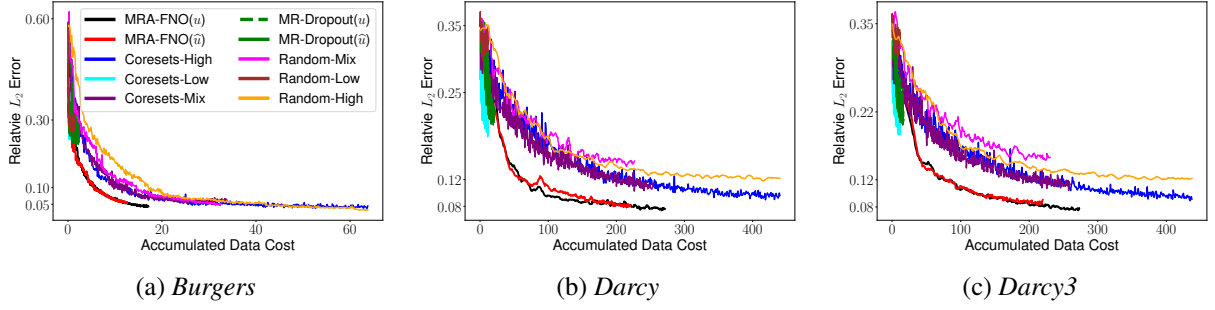 0.60
0.30
0.10
0.05
Relatvie L₂ Error
MRA-FNO(u)
MRA-FNO(û)
Coresets-High
Coresets-Low
Coresets-Mix
MR-Dropout(u)
MR-Dropout(û)
Random-Mix
Random-Low
Random-High
0 20 40 60
Accumulated Data Cost
(a) Burgers
0.35
0.25
0.12
0.08
Relatvie L₂ Error
0 100 200 300 400
Accumulated Data Cost
(b) Darcy
0.35
0.22
0.12
0.08
Relatvie L₂ Error
0 100 200 300 400
Accumulated Data Cost
(c) Darcy3